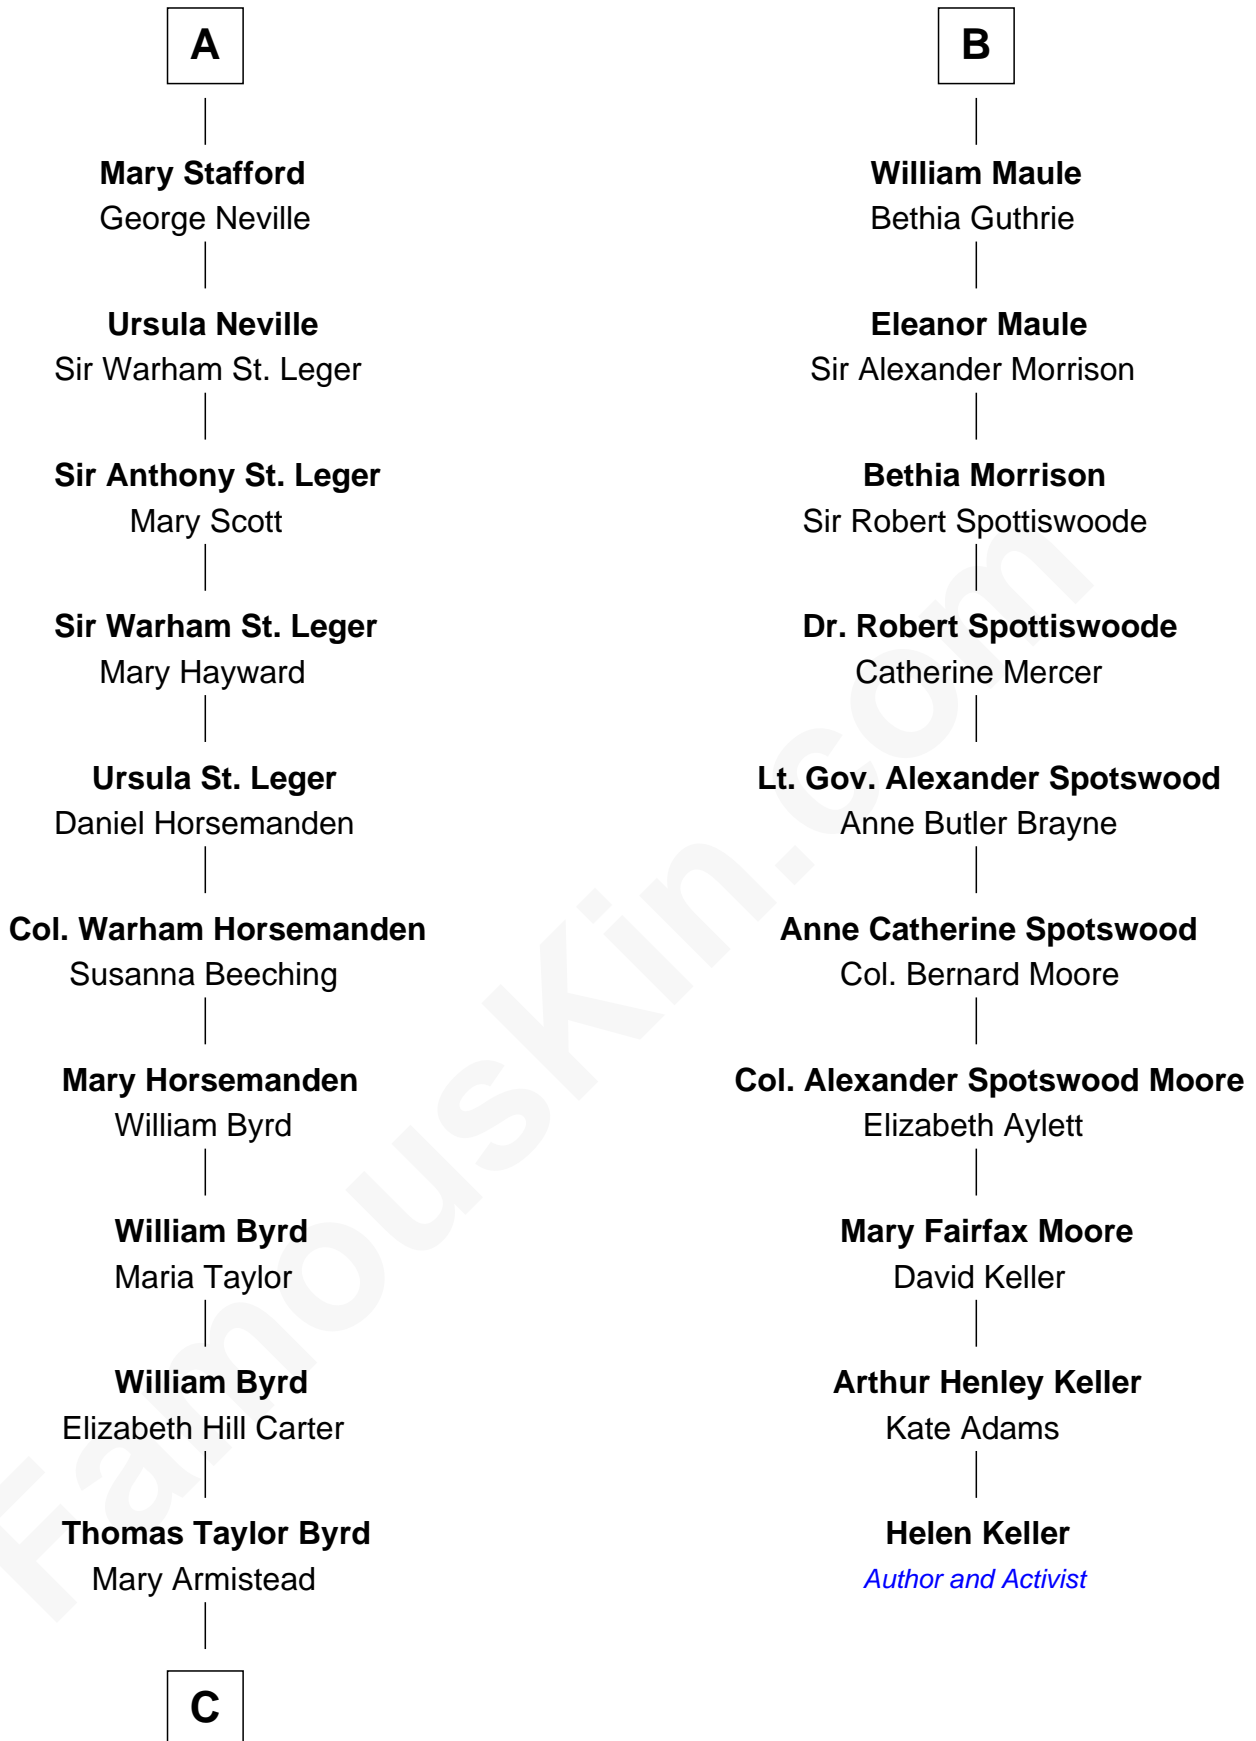 A
Mary Stafford
George Neville
Ursula Neville
Sir Warham St. Leger
Sir Anthony St. Leger
Mary Scott
Sir Warham St. Leger
Mary Hayward
Ursula St. Leger
Daniel Horsemanden
Col. Warham Horsemanden
Susanna Beeching
Mary Horsemanden
William Byrd
William Byrd
Maria Taylor
William Byrd
Elizabeth Hill Carter
Thomas Taylor Byrd
Mary Armistead
C
B
William Maule
Bethia Guthrie
Eleanor Maule
Sir Alexander Morrison
Bethia Morrison
Sir Robert Spottiswoode
Dr. Robert Spottiswoode
Catherine Mercer
Lt. Gov. Alexander Spotswood
Anne Butler Brayne
Anne Catherine Spotswood
Col. Bernard Moore
Col. Alexander Spotswood Moore
Elizabeth Aylett
Mary Fairfax Moore
David Keller
Arthur Henley Keller
Kate Adams
Helen Keller
Author and Activist
FamousKin.com